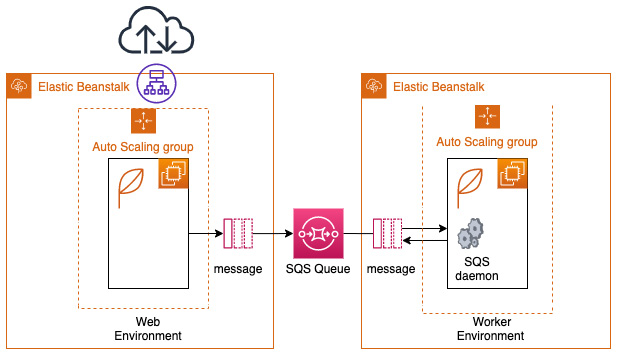 Elastic Beanstalk
Elastic Beanstalk
Auto Scaling group
Auto Scaling group
message
SQS Queue
message
SQS
daemon
Web
Environment
Worker
Environment